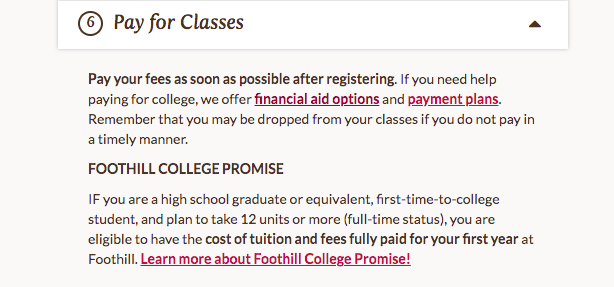 6 Pay for Classes
Pay your fees as soon as possible after registering. If you need help
paying for college, we offer financial aid options and payment plans.
Remember that you may be dropped from your classes if you do not pay in
a timely manner.
FOOTHILL COLLEGE PROMISE
IF you are a high school graduate or equivalent, first-time-to-college
student, and plan to take 12 units or more (full-time status), you are
eligible to have the cost of tuition and fees fully paid for your first year at
Foothill. Learn more about Foothill College Promise!